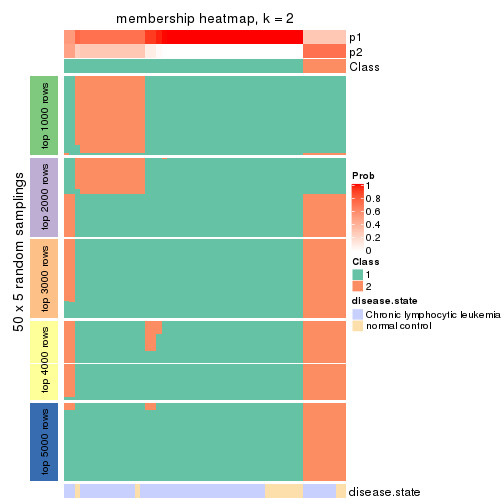 membership heatmap, k = 2
p1
p2
Class
50 x 5 random samplings
top 1000 rows
top 2000 rows
top 3000 rows
top 4000 rows
top 5000 rows
Prob
1
0.8
0.6
0.4
0.2
0
Class
1
2
disease.state
Chronic lymphocytic leukemia
normal control
disease.state